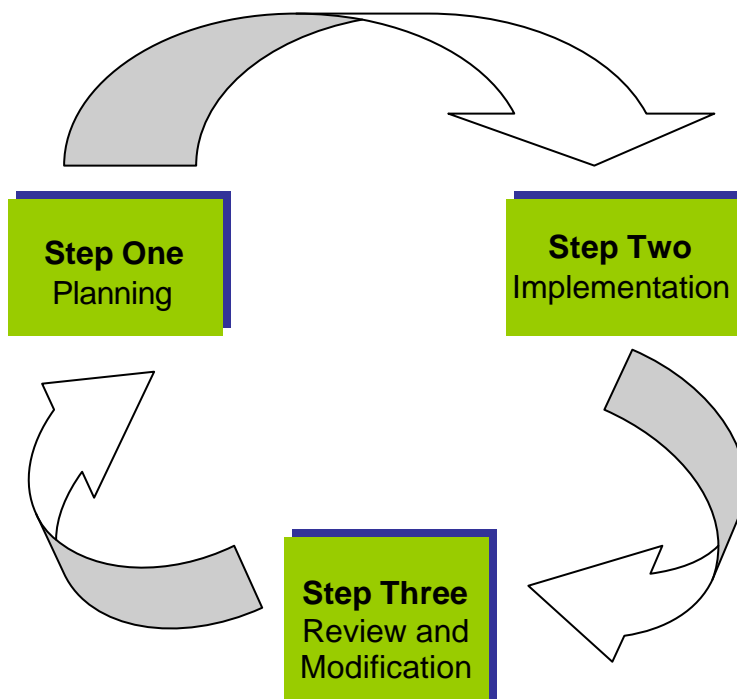 Step One
Planning
Step Two
Implementation
Step Three
Review and
Modification